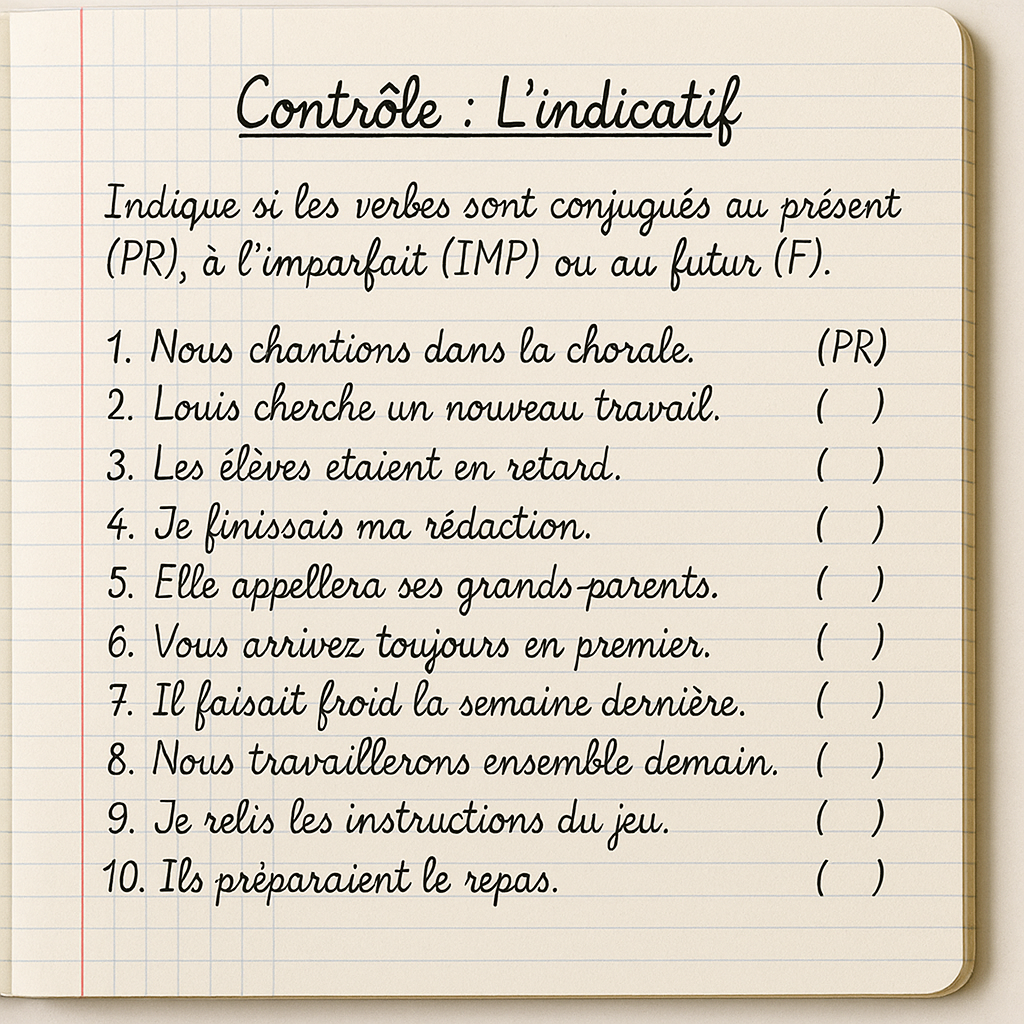 Contrôle : L'indicatif
Indique si les verbes sont conjugués au présent
(PR), à l'imparfait (IMP) ou au futur (F).
1. Nous chantions dans la chorale. (PR)
2. Louis cherche un nouveau travail. ( )
3. Les élèves etaient en retard. ( )
4. Je finissais ma rédaction. ( )
5. Elle appellera ses grands-parents. ( )
6. Vous arrivez toujours en premier. ( )
7. Il faisait froid la semaine dernière. ( )
8. Nous travaillerons ensemble demain. ( )
9. Je relis les instructions du jeu. ( )
10. Ils préparaient le repas. ( )